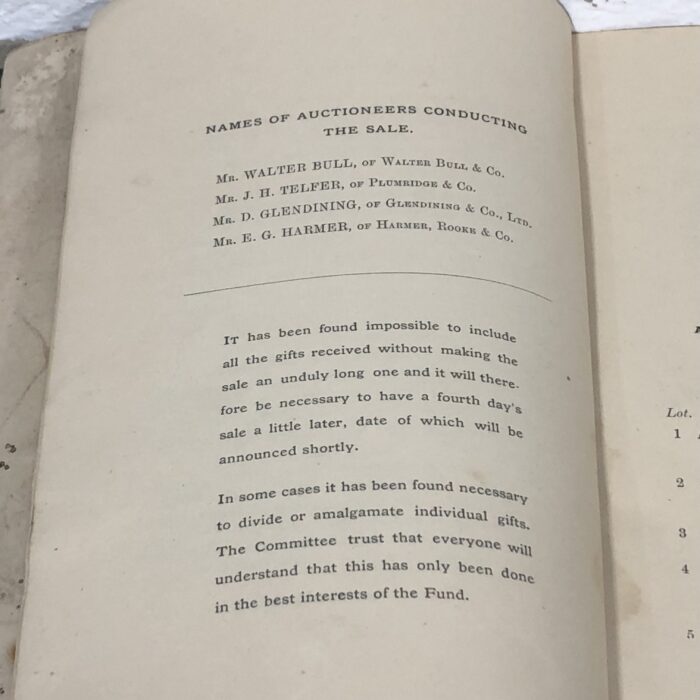 NAMES OF AUCTIONEERS CONDUCTING
THE SALE.
Mr. WALTER BULL, of Walter Bull & Co.
Mr. J. H. TELFER, of Plumridge & Co.
Mr. D. GLENDINING, of Glendining & Co., Ltd.
Mr. E. G. HARMER, of Harmer, Rooke & Co.
It has been found impossible to include
all the gifts received without making the
sale an unduly long one and it will there-
fore be necessary to have a fourth day's
sale a little later, date of which will be
announced shortly.
In some cases it has been found necessary
to divide or amalgamate individual gifts.
The Committee trust that everyone will
understand that this has only been done
in the best interests of the Fund.
Lot.
1
2
3
4
5